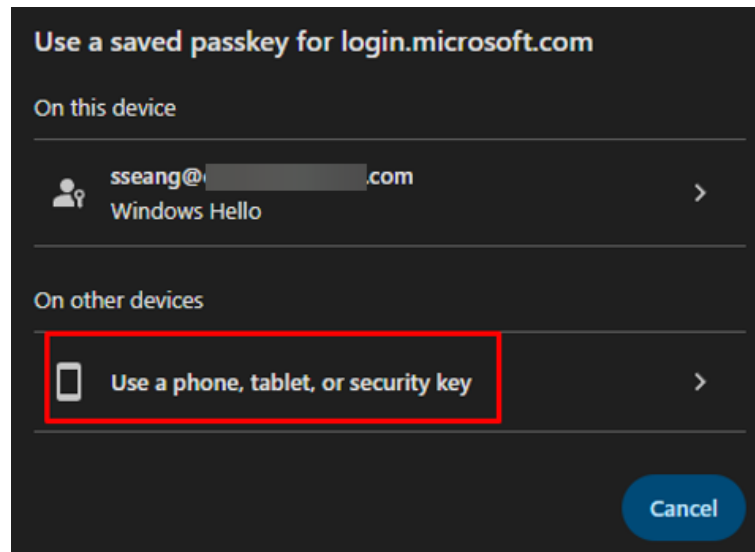 Use a saved passkey for login.microsoft.com
On this device
sseang@ .com
Windows Hello
On other devices
Use a phone, tablet, or security key
Cancel